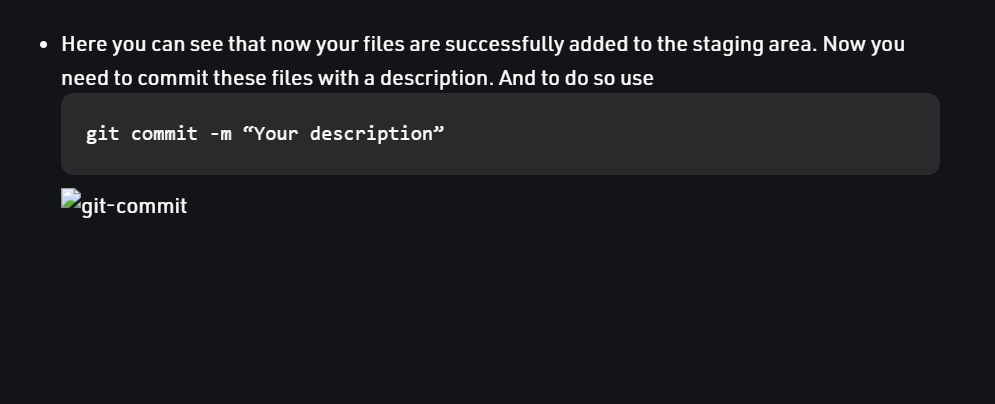 Here you can see that now your files are successfully added to the staging area. Now you
need to commit these files with a description. And to do so use
git commit -m “Your description”
git-commit